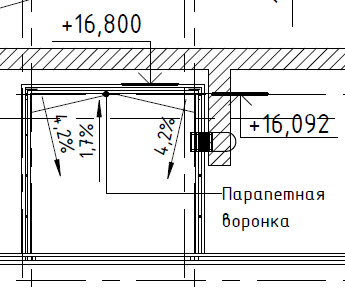 +16,800
+16,092
4,2%
1,7%
4,2%
Парапетная
воронка